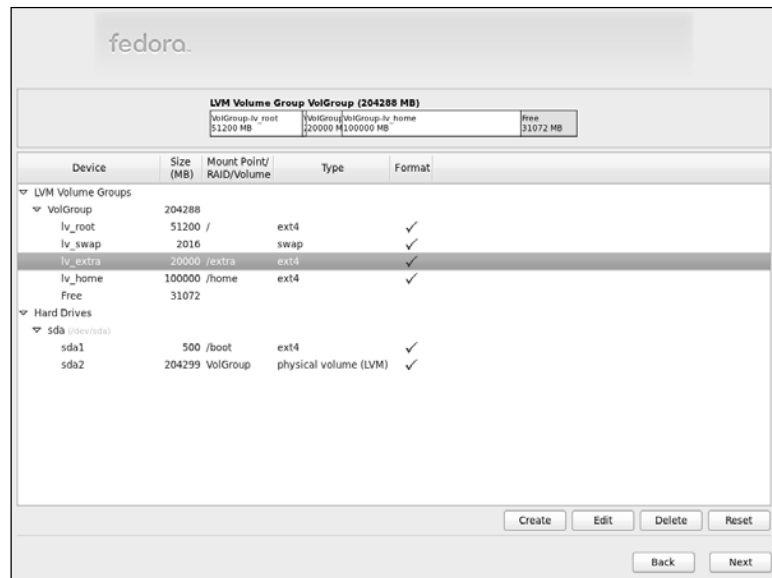 fedora.
LVM Volume Group VolGroup (204288 MB)
VolGroup-lv_root VolGroup VolGroup-lv_home Free
51200 MB 20000 M 100000 MB 31072 MB
Device Size (MB) Mount Point/ RAID/Volume Type Format
LVM Volume Groups
VolGroup 204288
lv_root 51200 / ext4
lv_swap 2016 swap
lv_extra 20000 /extra ext4
lv_home 100000 /home ext4
Free 31072
Hard Drives
sda (/dev/sda)
sda1 500 /boot ext4
sda2 204299 VolGroup physical volume (LVM)
Create Edit Delete Reset
Back Next